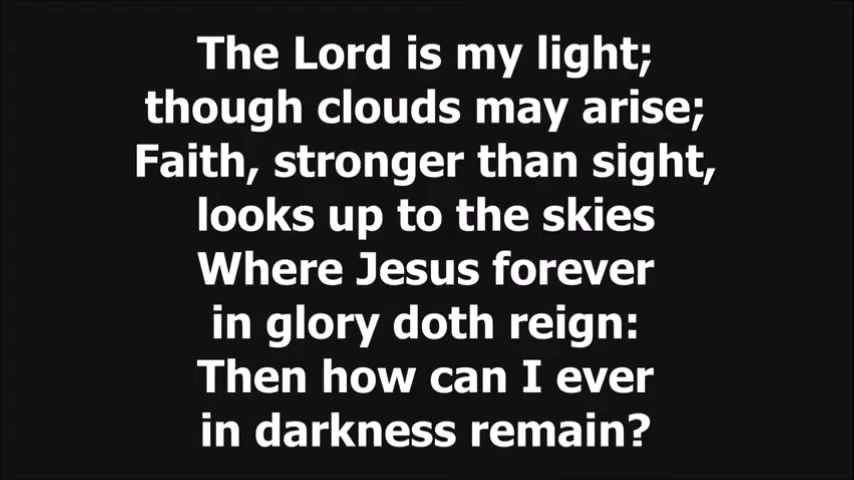 The Lord is my light;
though clouds may arise;
Faith, stronger than sight,
looks up to the skies
Where Jesus forever
in glory doth reign:
Then how can I ever
in darkness remain?